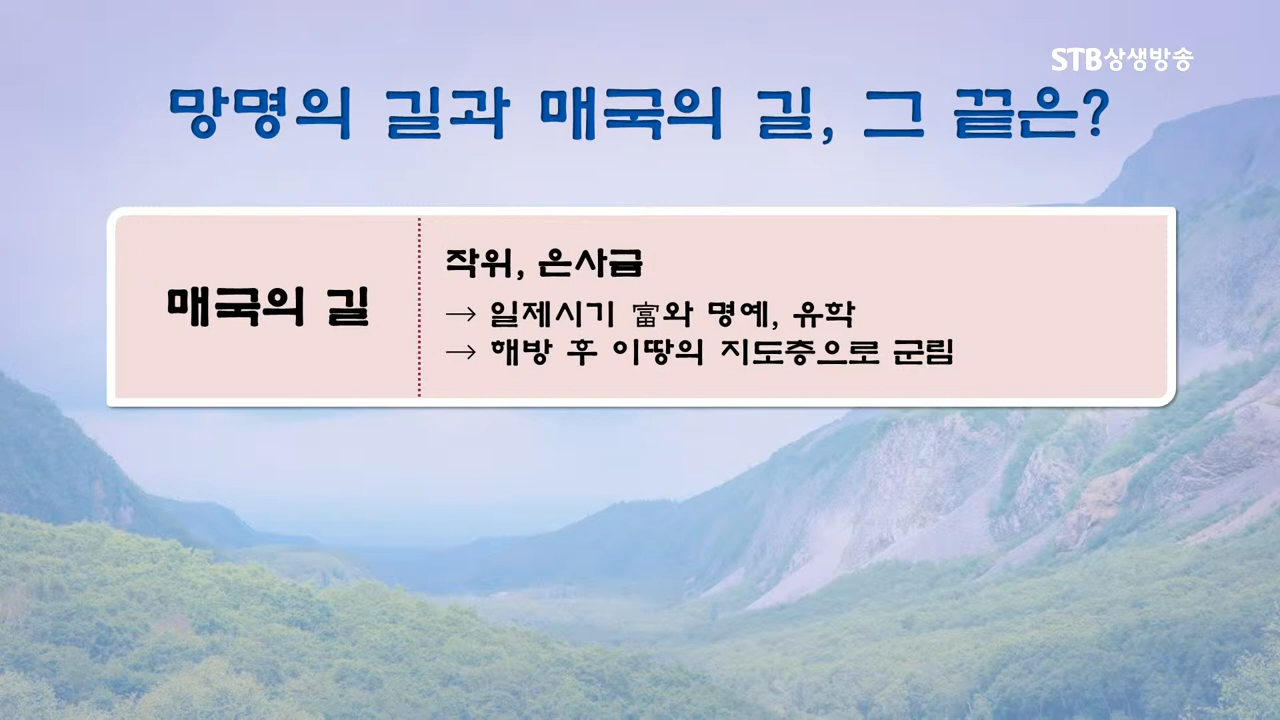 STB상생방송
망명의 길과 매국의 길, 그 끝은?
매국의 길
작위, 은사금
→ 일제시기 富와 명예, 유학
→ 해방 후 이땅의 지도층으로 군림